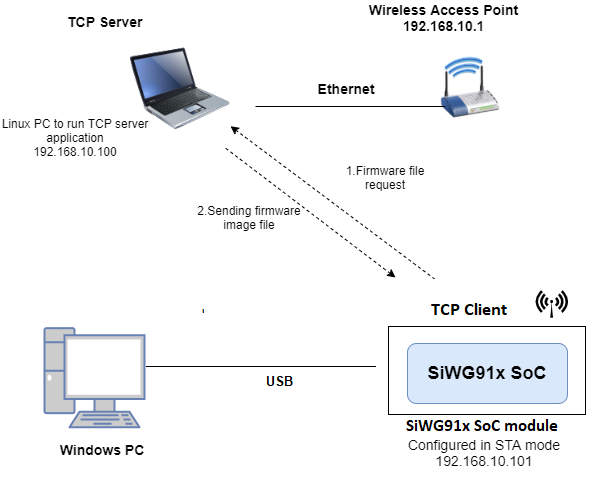 TCP Server
Wireless Access Point
192.168.10.1
Ethernet
Linux PC to run TCP server
application
192.168.10.100
1.Firmware file
request
2.Sending firmware
image file
TCP Client
SiWG91x SoC
USB
SiWG91x SoC module
Configured in STA mode
192.168.10.101
Windows PC